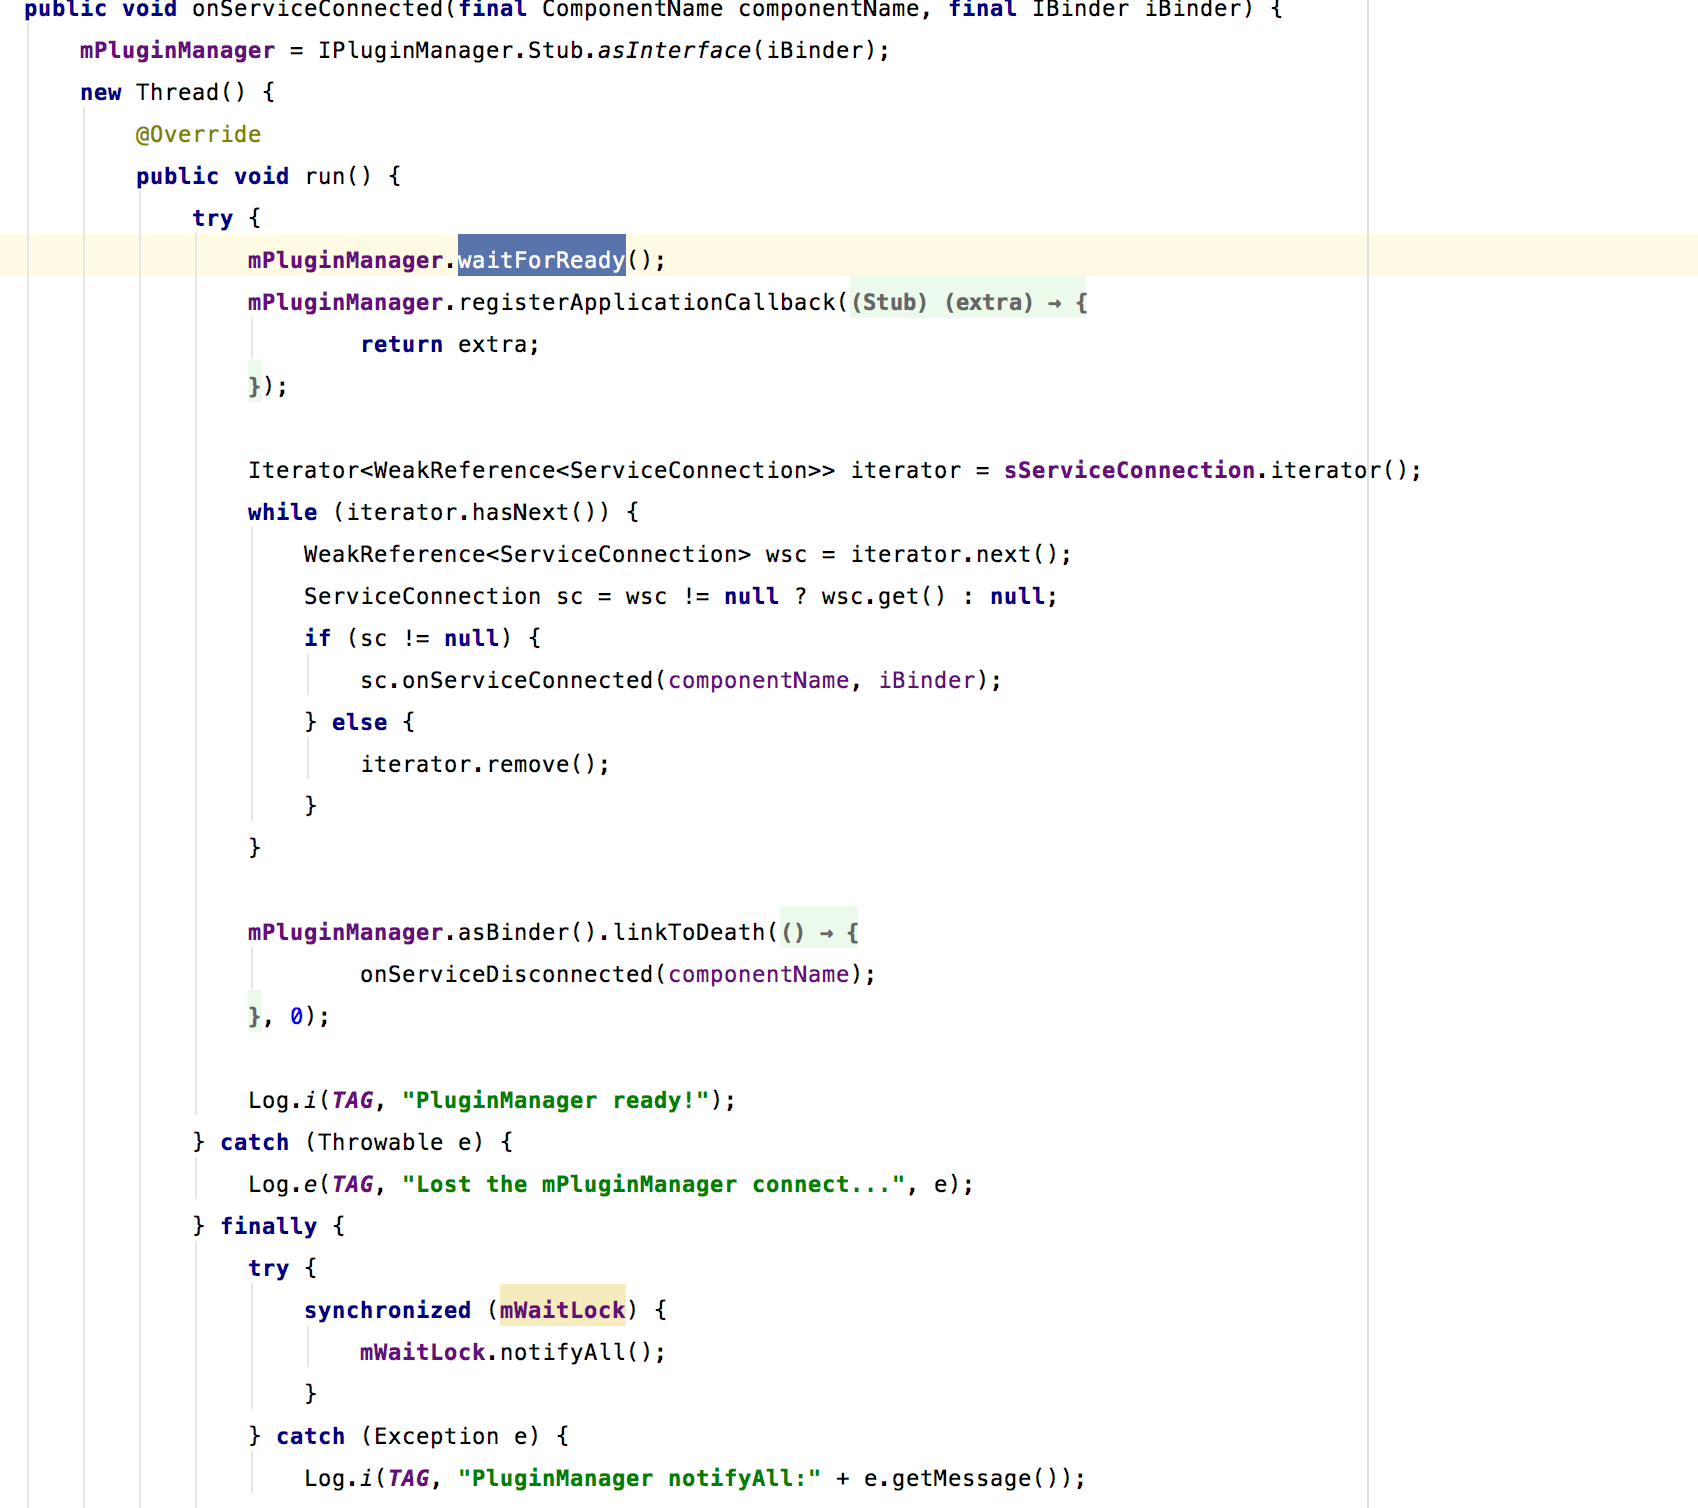 public void onServiceConnected(final ComponentName componentName, final IBinder iBinder) {
    mPluginManager = IPluginManager.Stub.asInterface(iBinder);
    new Thread() {
        @Override
        public void run() {
            try {
                mPluginManager.waitForReady();
                mPluginManager.registerApplicationCallback((Stub) (extra) → {
                        return extra;
                });

                Iterator<WeakReference<ServiceConnection>> iterator = sServiceConnection.iterator();
                while (iterator.hasNext()) {
                    WeakReference<ServiceConnection> wsc = iterator.next();
                    ServiceConnection sc = wsc != null ? wsc.get() : null;
                    if (sc != null) {
                        sc.onServiceConnected(componentName, iBinder);
                    } else {
                        iterator.remove();
                    }
                }

                mPluginManager.asBinder().linkToDeath(() → {
                        onServiceDisconnected(componentName);
                }, 0);

                Log.i(TAG, "PluginManager ready!");
            } catch (Throwable e) {
                Log.e(TAG, "Lost the mPluginManager connect...", e);
            } finally {
                try {
                    synchronized (mWaitLock) {
                        mWaitLock.notifyAll();
                    }
                } catch (Exception e) {
                    Log.i(TAG, "PluginManager notifyAll:" + e.getMessage());